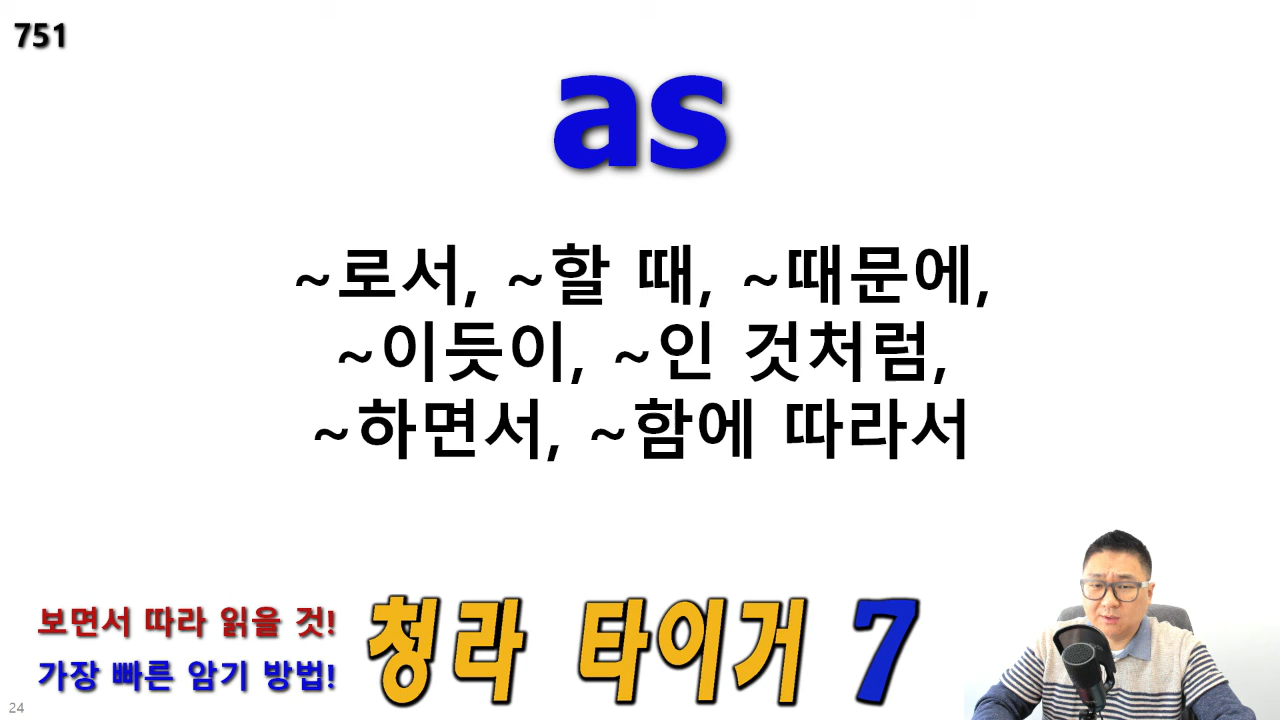 751
as
~로서, ~할 때, ~때문에,
~이듯이, ~인 것처럼,
~하면서, ~함에 따라서
보면서 따라 읽을 것!
가장 빠른 암기 방법!
청라 타이거 7
24